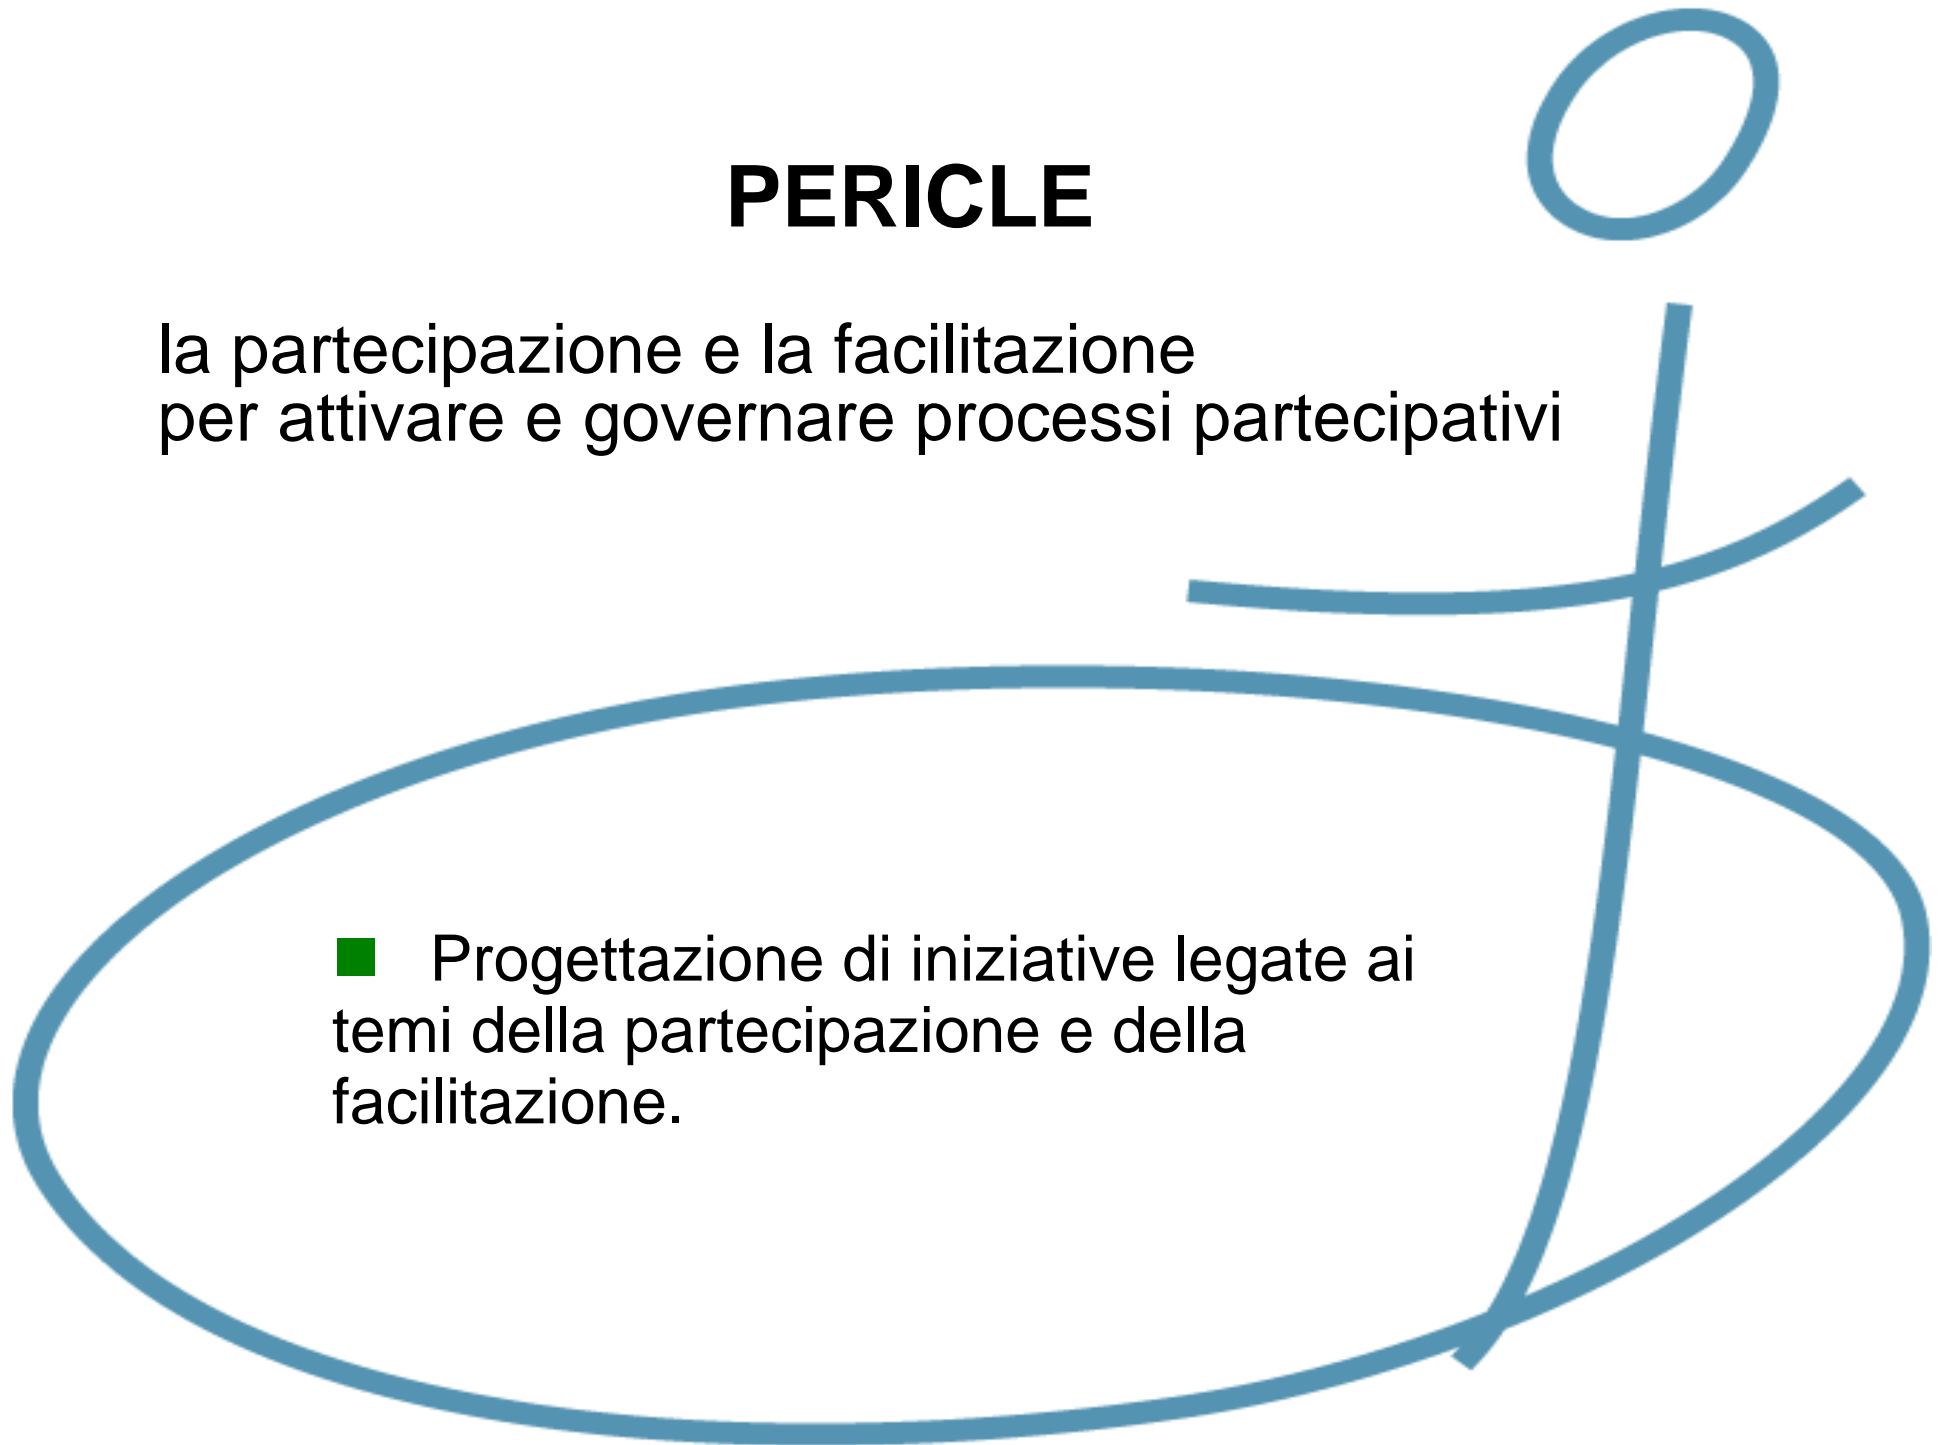 PERICLE
la partecipazione e la facilitazione
per attivare e governare processi partecipativi
Progettazione di iniziative legate ai
temi della partecipazione e della
facilitazione.